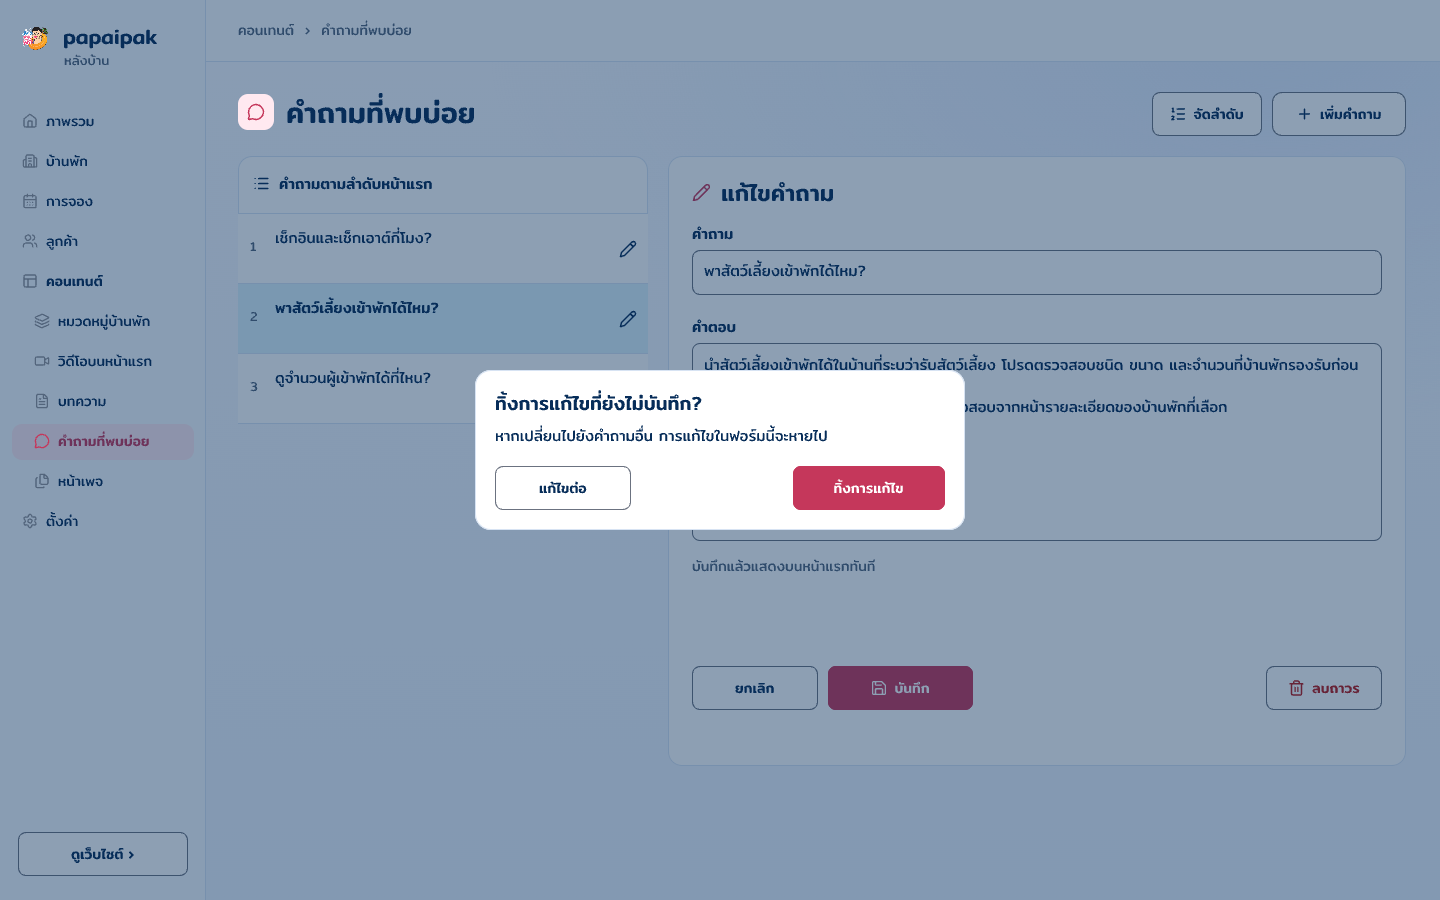 papaipak
หลังบ้าน
ภาพรวม
บ้านพัก
การจอง
ลูกค้า
คอนเทนต์
หมวดหมู่บ้านพัก
วิดีโอบนหน้าแรก
บทความ
คำถามที่พบบ่อย
หน้าเพจ
ตั้งค่า
ดูเว็บไซต์ ›
คอนเทนต์ › คำถามที่พบบ่อย
คำถามที่พบบ่อย
จัดลำดับ
เพิ่มคำถาม
คำถามตามลำดับหน้าแรก
1 เช็กอินและเช็กเอาต์กี่โมง?
2 พาสัตว์เลี้ยงเข้าพักได้ไหม?
3 ดูจำนวนผู้เข้าพักได้ที่ไหน?
แก้ไขคำถาม
คำถาม
พาสัตว์เลี้ยงเข้าพักได้ไหม?
คำตอบ
นำสัตว์เลี้ยงเข้าพักได้ในบ้านที่ระบุว่ารับสัตว์เลี้ยง โปรดตรวจสอบชนิด ขนาด และจำนวนที่บ้านพักรองรับก่อน
สอบจากหน้ารายละเอียดของบ้านพักที่เลือก
บันทึกแล้วแสดงบนหน้าแรกทันที
ยกเลิก
บันทึก
ลบถาวร
ทิ้งการแก้ไขที่ยังไม่บันทึก?
หากเปลี่ยนไปยังคำถามอื่น การแก้ไขในฟอร์มนี้จะหายไป
แก้ไขต่อ
ทิ้งการแก้ไข